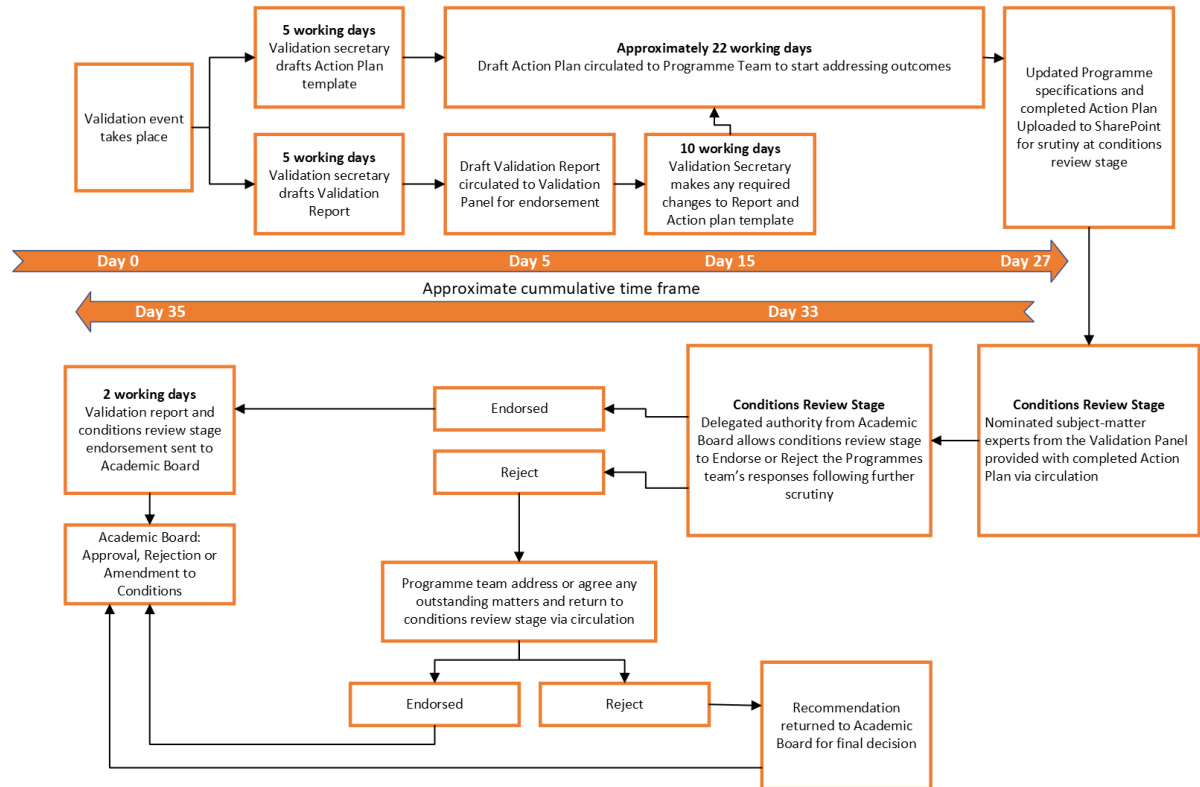 Validation event
takes place
5 working days
Validation secretary
drafts Action Plan
template
Approximately 22 working days
Draft Action Plan circulated to Programme Team to start addressing outcomes
Updated Programme
specifications and
completed Action Plan
Uploaded to SharePoint
for srutiny at conditions
review stage
5 working days
Validation secretary
drafts Validation
Report
Draft Validation Report
circulated to Validation
Panel for endorsement
10 working days
Validation Secretary
makes any required
changes to Report and
Action plan template
Day 0
Day 5
Day 15
Day 27
Approximate cummulative time frame
Day 35
Day 33
Conditions Review Stage
Nominated subject-matter
experts from the Validation Panel
provided with completed Action
Plan via circulation
Conditions Review Stage
Delegated authority from Academic
Board allows conditions review stage
to Endorse or Reject the Programmes
team’s responses following further
scrutiny
Endorsed
Reject
2 working days
Validation report and
conditions review stage
endorsement sent to
Academic Board
Academic Board:
Approval, Rejection or
Amendment to
Conditions
Programme team address or agree any
outstanding matters and return to
conditions review stage via circulation
Endorsed
Reject
Recommendation
returned to Academic
Board for final decision